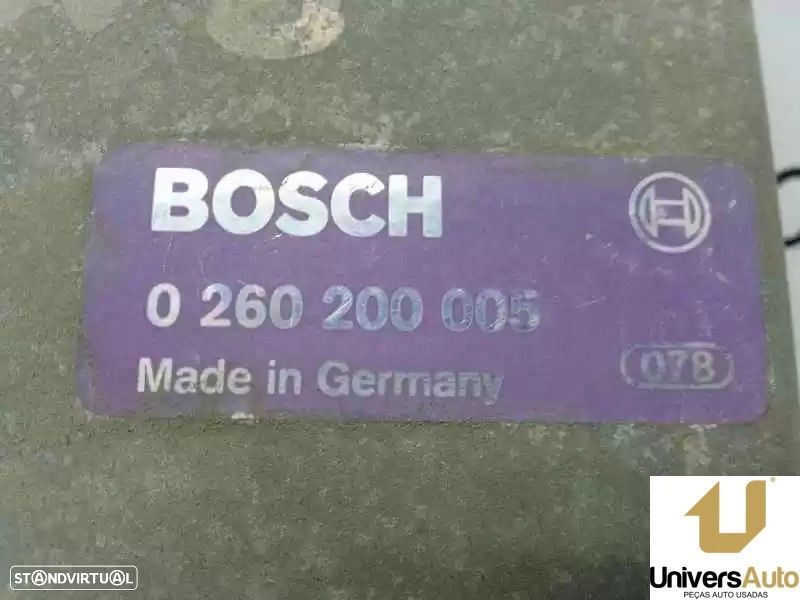 BOSCH
0 260 200 005
Made in Germany
078
STANDVIRTUAL
UniversAuto
PEÇAS AUTO USADAS